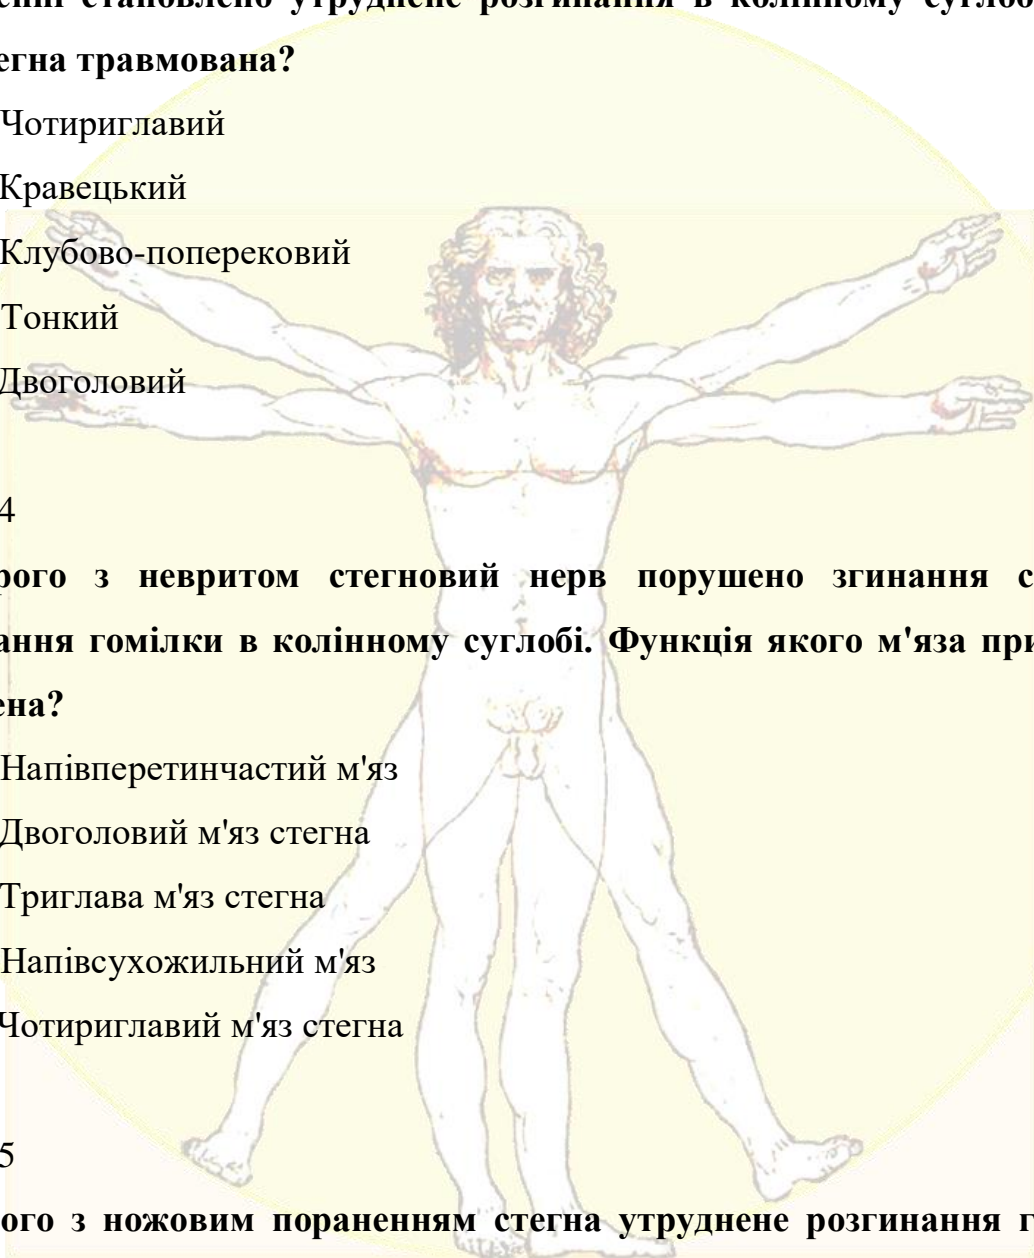 становлено утруднене розгинання в колінному суглоб
травмована?
Чотириглавий
Кравецький
Клубово-поперековий
Тонкий
Двоголовий
4
рого з невритом стегновий нерв порушено згинання с
ання гомілки в колінному суглобі. Функція якого м'яза при
ена?
Напівперетинчастий м'яз
Двоголовий м'яз стегна
Триглава м'яз стегна
Напівсухожильний м'яз
Чотириглавий м'яз стегна
5
ого з ножовим пораненням стегна утруднене розгинання г